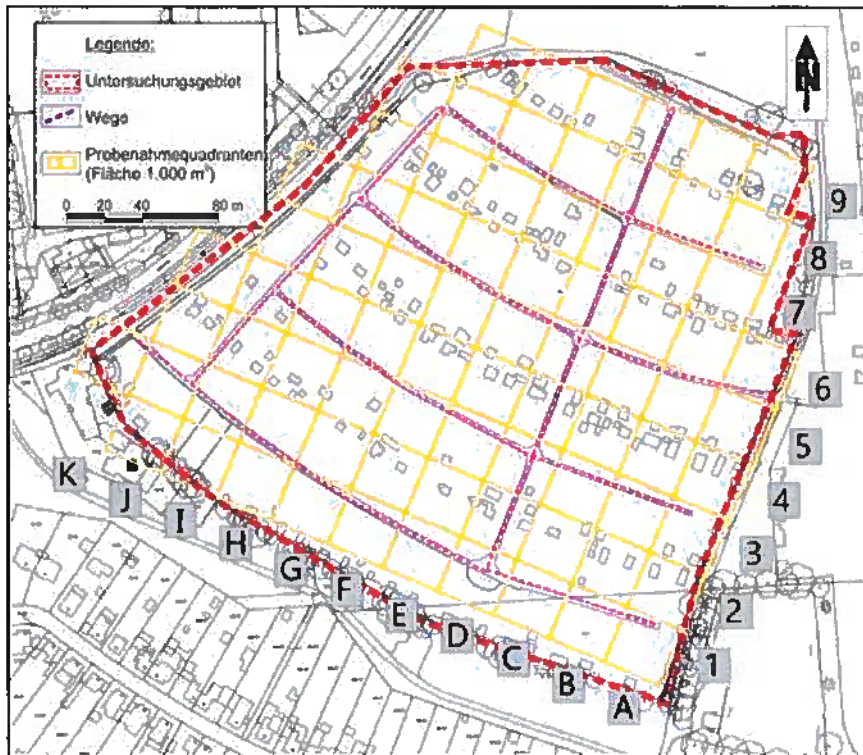 Legende:
Untersuchungsgebiet
Wege
Probenahmequadranten
(Fläche 1.000 m²)
0 20 40 80 m
N
9
8
7
6
5
4
3
2
1
K
J
I
H
G
F
E
D
C
B
A